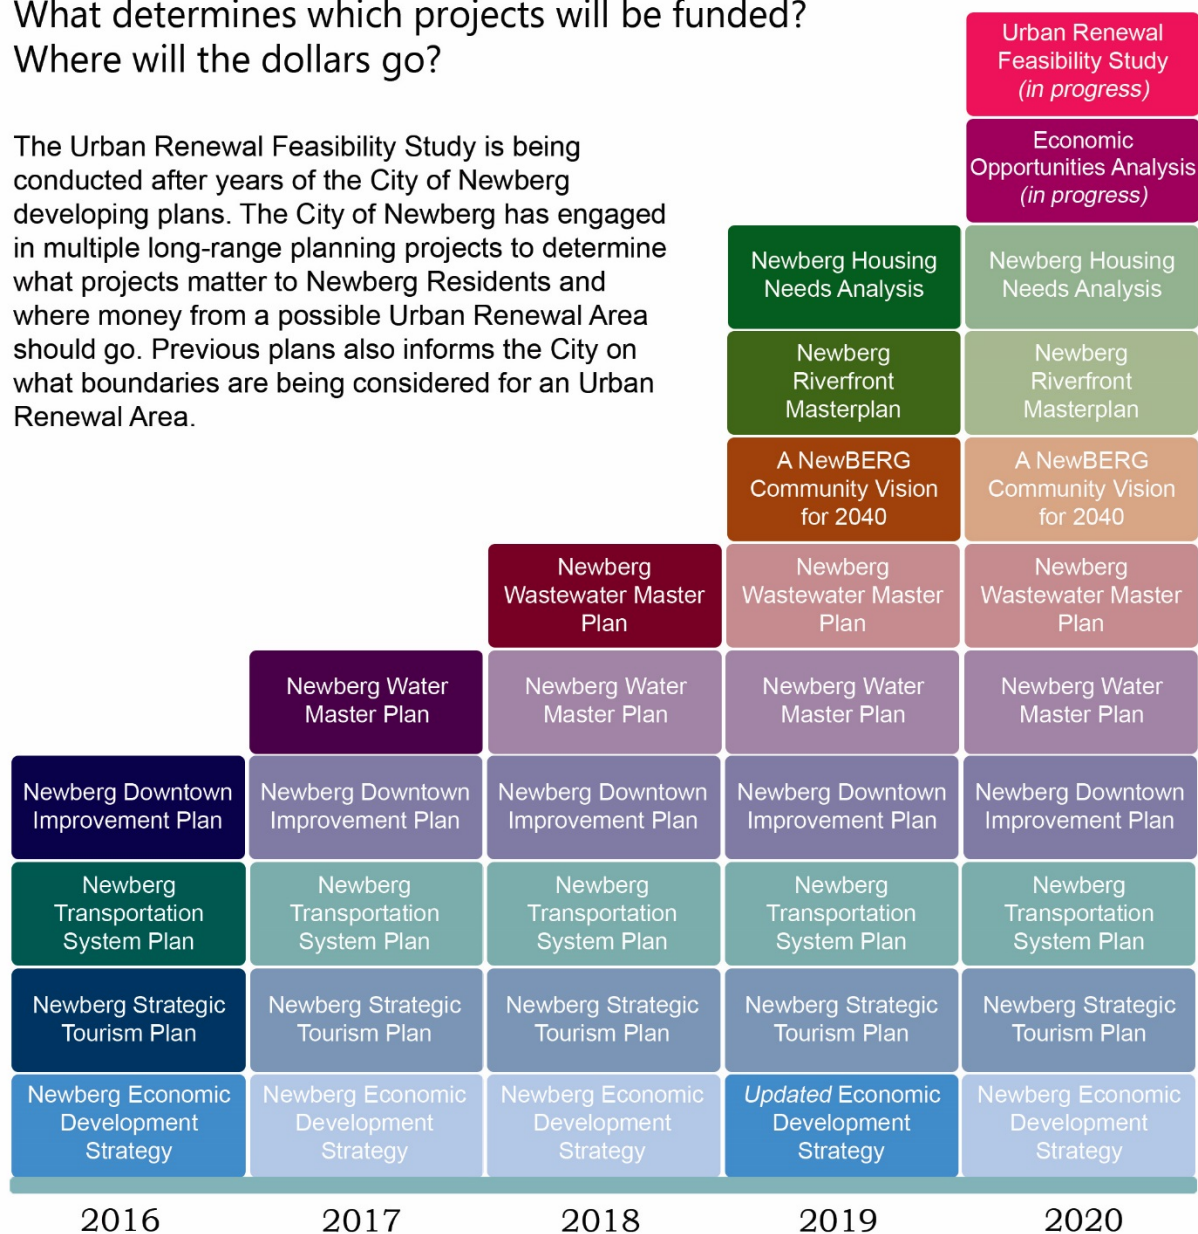 What determines which projects will be funded?
Where will the dollars go?
The Urban Renewal Feasibility Study is being
conducted after years of the City of Newberg
developing plans. The City of Newberg has engaged
in multiple long-range planning projects to determine
what projects matter to Newberg Residents and
where money from a possible Urban Renewal Area
should go. Previous plans also informs the City on
what boundaries are being considered for an Urban
Renewal Area.
Urban Renewal
Feasibility Study
(in progress)
Economic
Opportunities Analysis
(in progress)
Newberg Housing
Needs Analysis
Newberg Housing
Needs Analysis
Newberg
Riverfront
Masterplan
Newberg
Riverfront
Masterplan
A NewBERG
Community Vision
for 2040
A NewBERG
Community Vision
for 2040
Newberg
Wastewater Master
Plan
Newberg
Wastewater Master
Plan
Newberg
Wastewater Master
Plan
Newberg Water
Master Plan
Newberg Water
Master Plan
Newberg Water
Master Plan
Newberg Water
Master Plan
Newberg Downtown
Improvement Plan
Newberg Downtown
Improvement Plan
Newberg Downtown
Improvement Plan
Newberg Downtown
Improvement Plan
Newberg Downtown
Improvement Plan
Newberg
Transportation
System Plan
Newberg
Transportation
System Plan
Newberg
Transportation
System Plan
Newberg
Transportation
System Plan
Newberg
Transportation
System Plan
Newberg Strategic
Tourism Plan
Newberg Strategic
Tourism Plan
Newberg Strategic
Tourism Plan
Newberg Strategic
Tourism Plan
Newberg Strategic
Tourism Plan
Newberg Economic
Development
Strategy
Newberg Economic
Development
Strategy
Newberg Economic
Development
Strategy
Updated Economic
Development
Strategy
Newberg Economic
Development
Strategy
2016
2017
2018
2019
2020